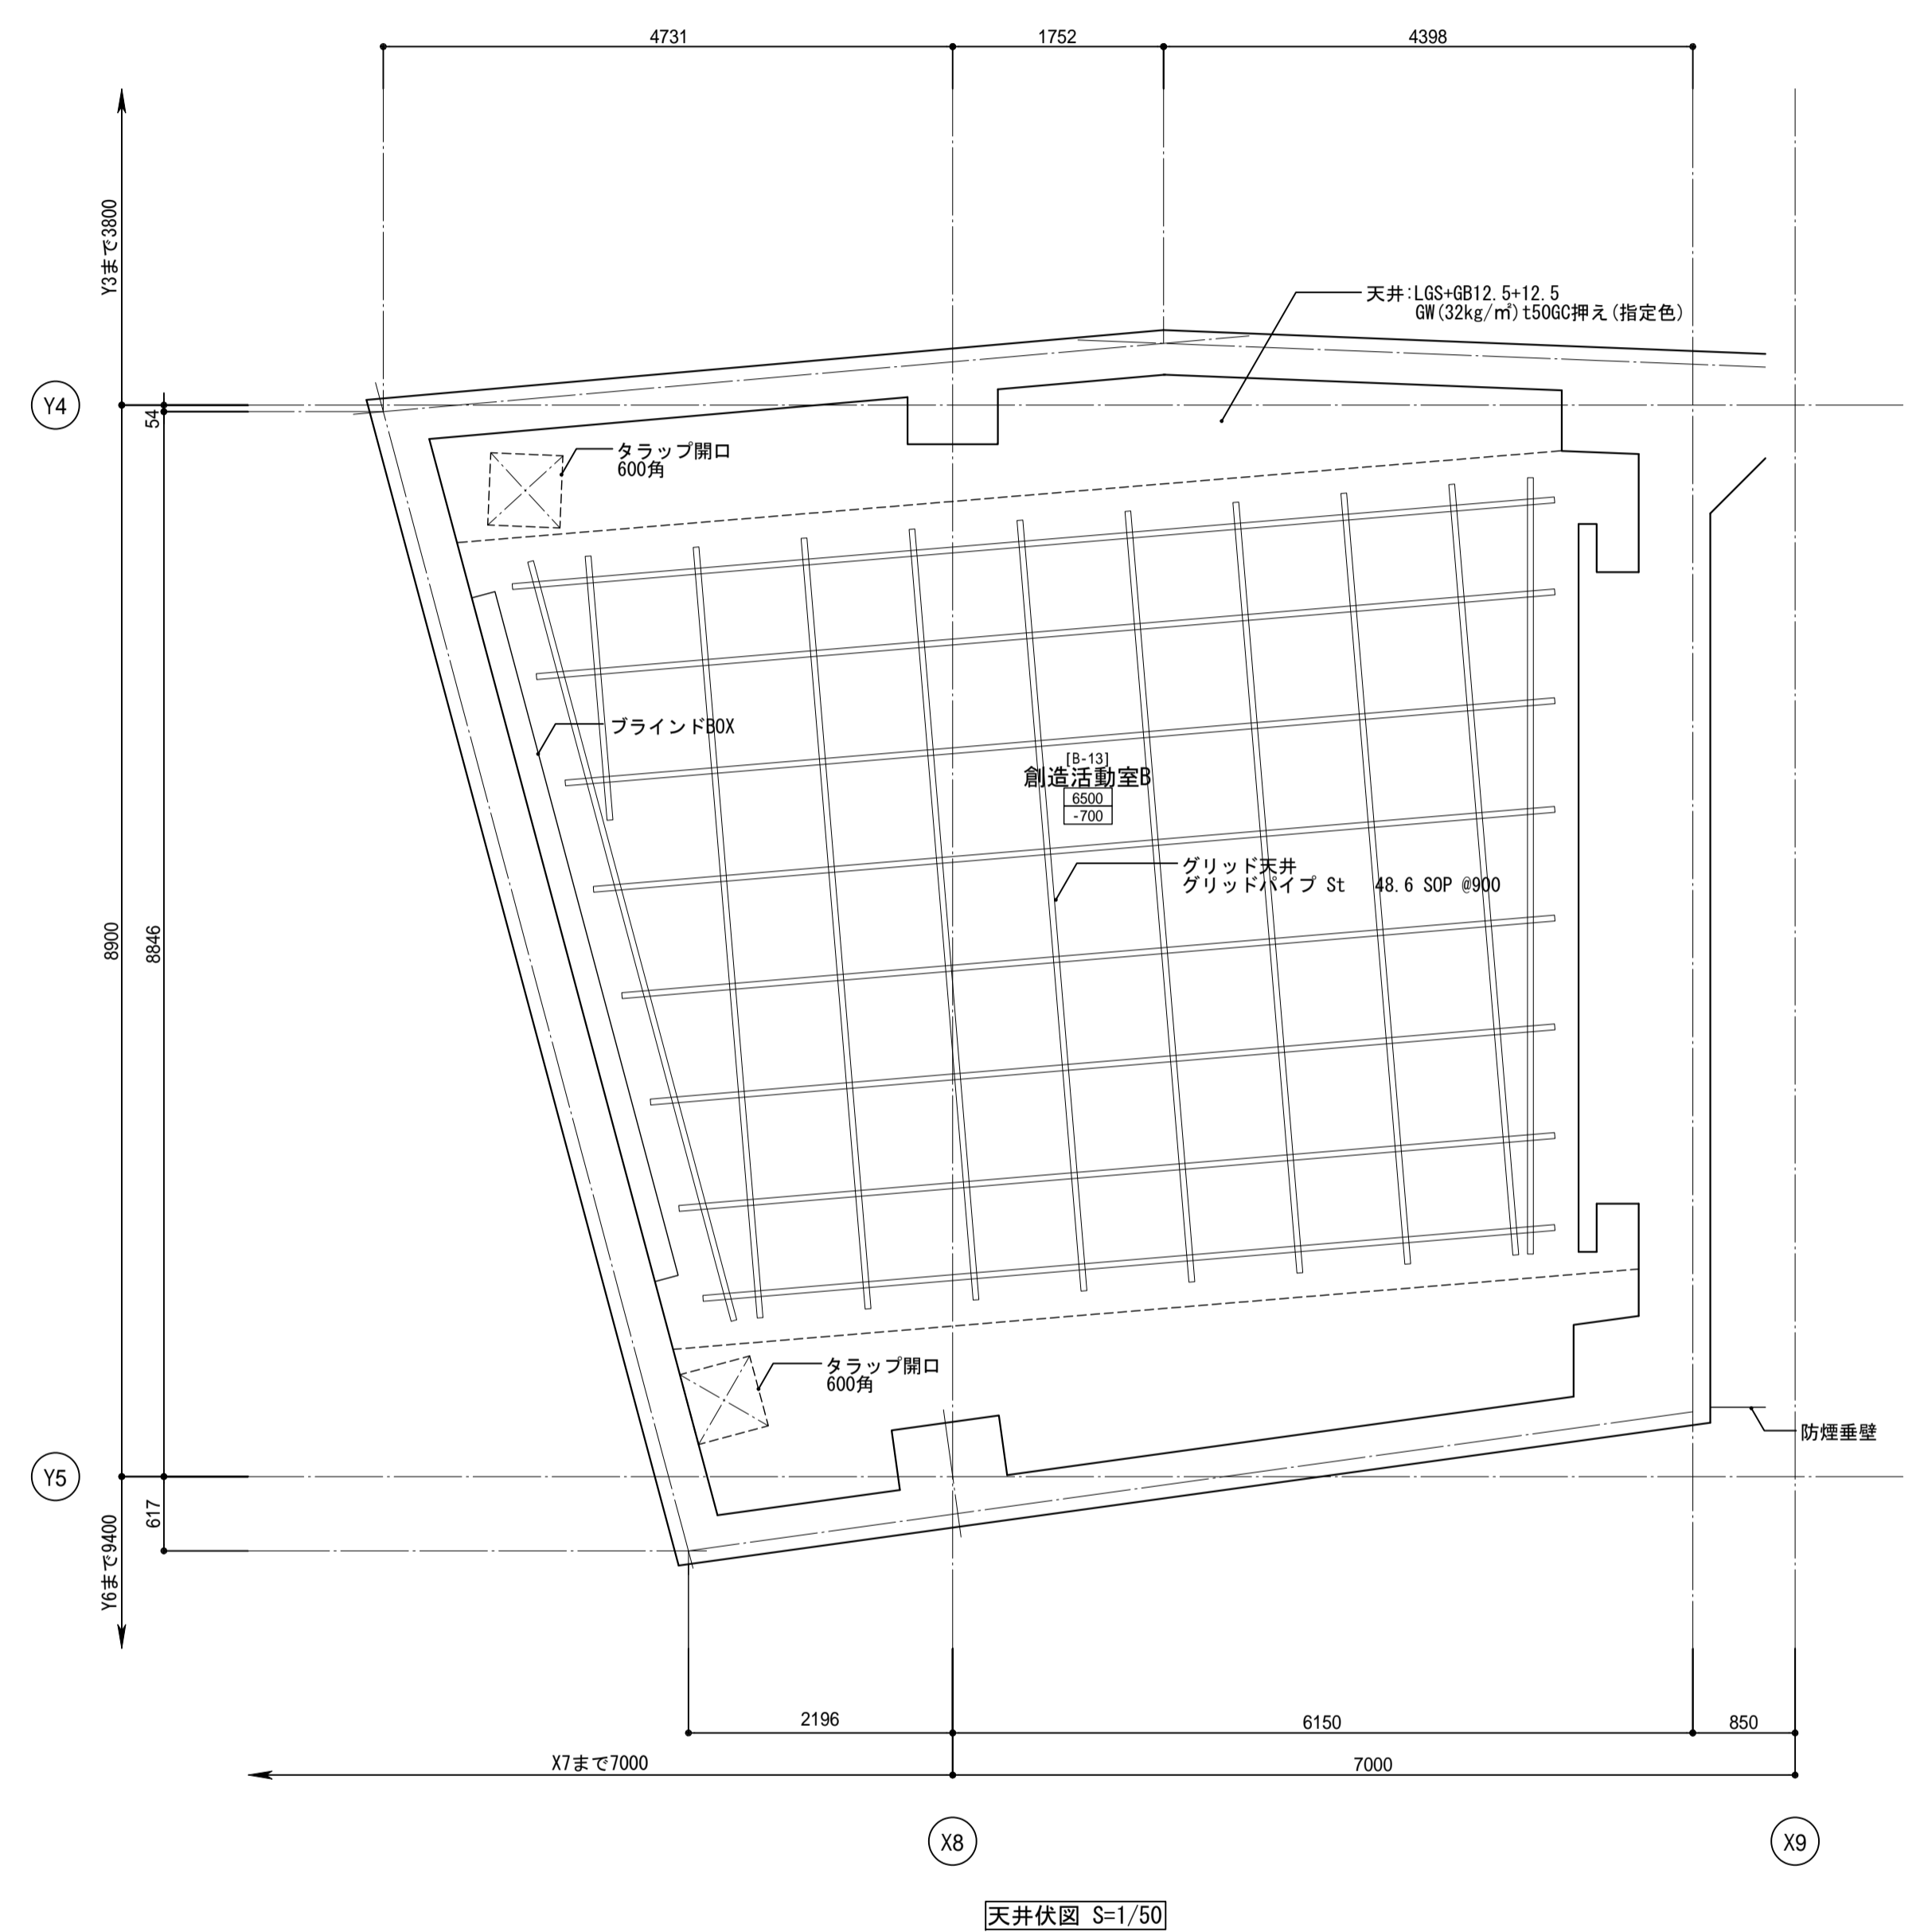 4731
1752
4398
Y3まで3800
天井:LGS+GB12.5+12.5
GW(32kg/㎥)t50GC押え(指定色)
Y4
54
タラップ開口
600角
ブラインドBOX
[B-13]
創造活動室B
6500
-700
グリッド天井
グリッドパイプ St 48.6 SOP @900
8900
8846
タラップ開口
600角
防煙垂壁
Y5
617
Y6まで9400
2196
6150
850
X7まで7000
7000
X8
X9
天井伏図 S=1/50